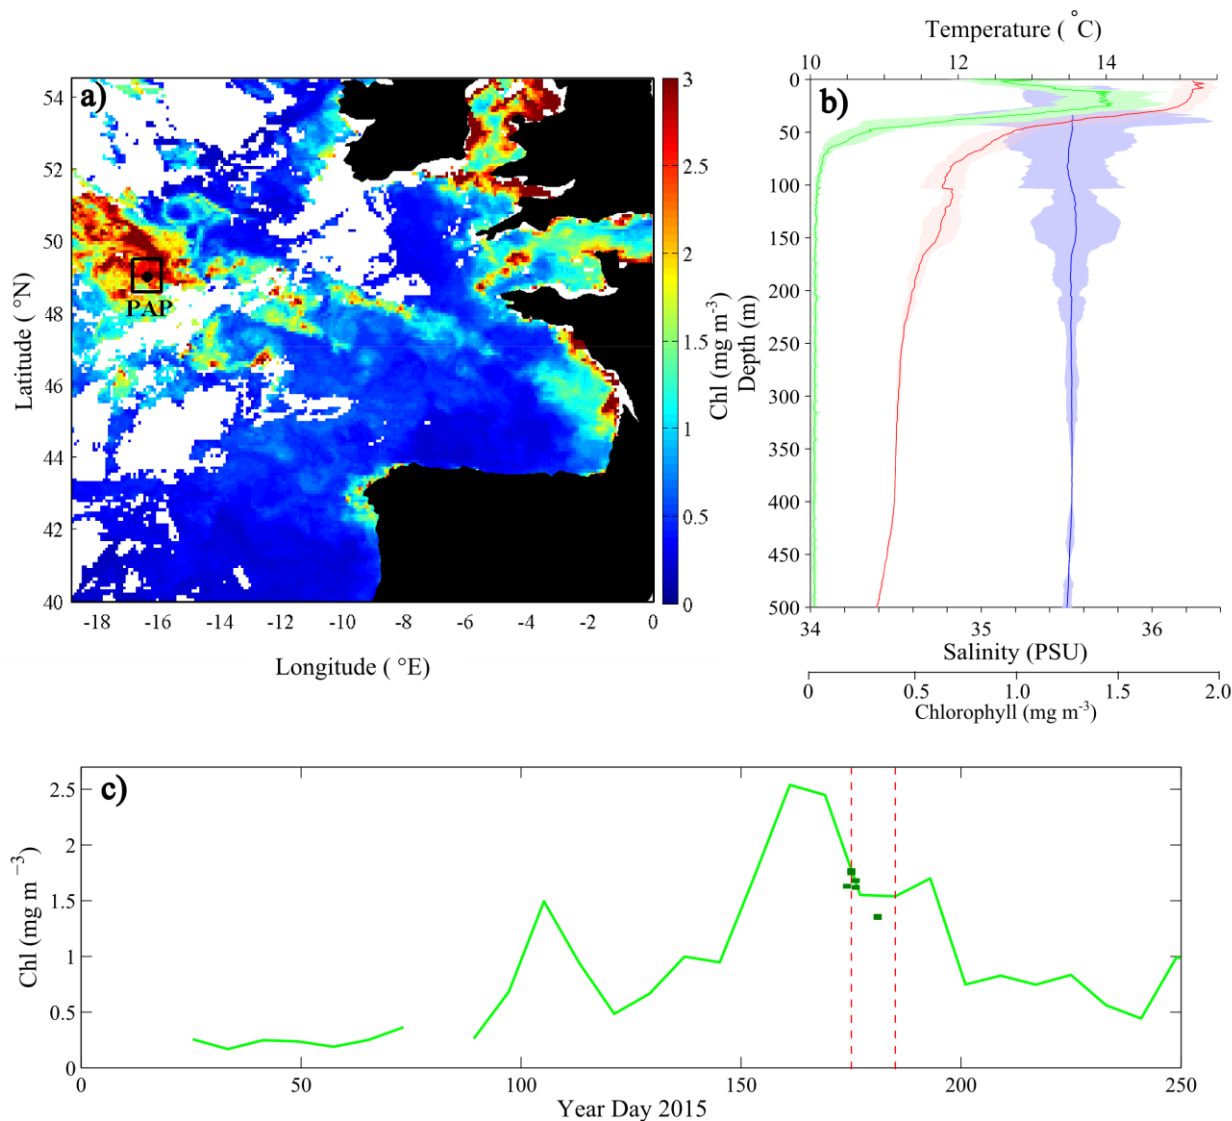 a)
54
52
50
48
46
44
42
40
Latitude ( °N)
-18 -16 -14 -12 -10 -8 -6 -4 -2 0
Longitude ( °E)
PAP
3
2.5
2
1.5
1
0.5
0
Chl (mg m-3)
Temperature ( °C)
10 11 12 13 14 15
b)
0
50
100
150
200
250
300
350
400
450
500
Depth (m)
34 35 36
Salinity (PSU)
0 0.5 1.0 1.5 2.0
Chlorophyll (mg m-3)
c)
2.5
2
1.5
1
0.5
0
Chl (mg m −3)
0 50 100 150 200 250
Year Day 2015